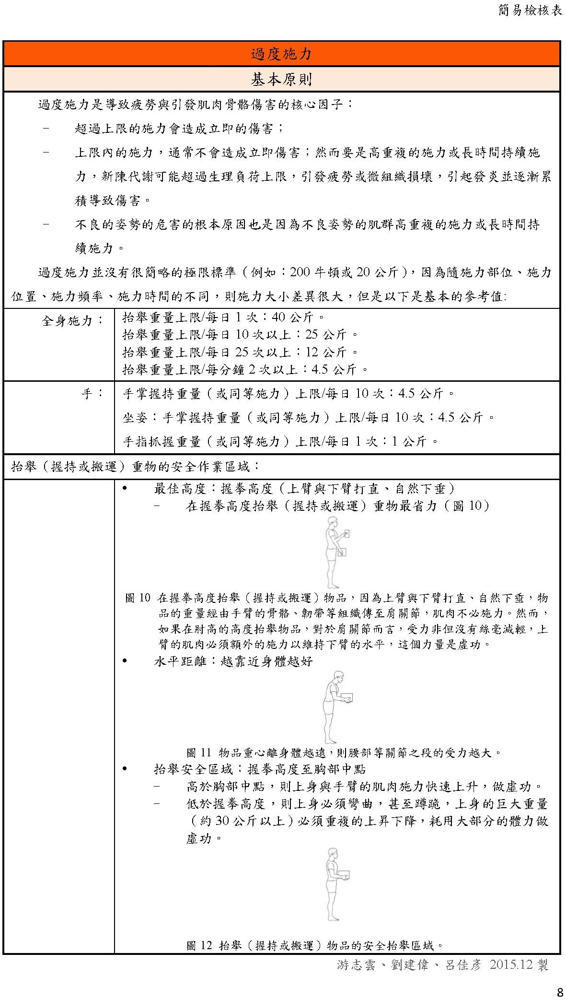 簡易檢核表
過度施力
基本原則
過度施力是導致疲勞與引發肌肉骨骼傷害的核心因子：
– 超過上限的施力會造成立即的傷害；
– 上限內的施力，通常不會造成立即傷害；然而要是高重複的施力或長時間持續施
力，新陳代謝可能超過生理負荷上限，引發疲勞或微組織損壞，引起發炎並逐漸累
積導致傷害。
– 不良的姿勢的危害的根本原因也是因為不良姿勢的肌群高重複的施力或長時間持
續施力。
過度施力並沒有很簡略的極限標準（例如：200 牛頓或 20 公斤），因為隨施力部位、施力
位置、施力頻率、施力時間的不同，則施力大小差異很大，但是以下是基本的參考值:
全身施力：
抬舉重量上限/每日 1 次：40 公斤。
抬舉重量上限/每日 10 次以上：25 公斤。
抬舉重量上限/每日 25 次以上：12 公斤。
抬舉重量上限/每分鐘 2 次以上：4.5 公斤。
手：
手掌握持重量（或同等施力）上限/每日 10 次：4.5 公斤。
坐姿：手掌握持重量（或同等施力）上限/每日 10 次：4.5 公斤。
手指抓握重量（或同等施力）上限/每日 1 次：1 公斤。
抬舉（握持或搬運）重物的安全作業區域：
• 最佳高度：握拳高度（上臂與下臂打直、自然下垂）
– 在握拳高度抬舉（握持或搬運）重物最省力（圖 10）
圖 10 在握拳高度抬舉（握持或搬運）物品，因為上臂與下臂打直、自然下垂，物
品的重量經由手臂的骨骼、韌帶等組織傳至肩關節，肌肉不必施力。然而，
如果在肘高的高度抬舉物品，對於肩關節而言，受力非但沒有絲毫減輕，上
臂的肌肉必須額外的施力以維持下臂的水平，這個力量是虛功。
• 水平距離：越靠近身體越好
圖 11 物品重心離身體越遠，則腰部等關節之段的受力越大。
• 抬舉安全區域：握拳高度至胸部中點
– 高於胸部中點，則上身與手臂的肌肉施力快速上升，做虛功。
– 低於握拳高度，則上身必須彎曲，甚至蹲跪，上身的巨大重量
（約 30 公斤以上）必須重複的上昇下降，耗用大部分的體力做
虛功。
圖 12 抬舉（握持或搬運）物品的安全抬舉區域。
游志雲、劉建偉、呂佳彥 2015.12 製
8